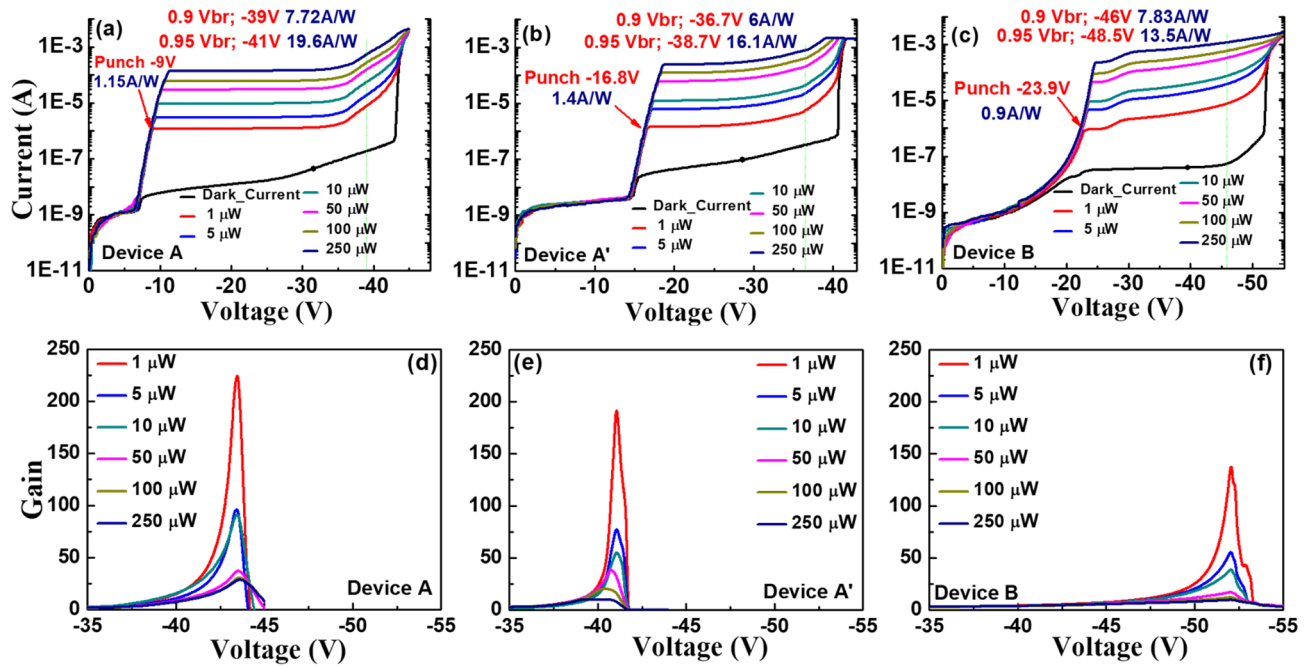 (a)
0.9 Vbr; -39V 7.72A/W
0.95 Vbr; -41V 19.6A/W
Punch -9V
1.15A/W
Current (A)
1E-3
1E-5
1E-7
1E-9
1E-11
Dark_Current
1 μW
5 μW
10 μW
50 μW
100 μW
250 μW
Device A
0 -10 -20 -30 -40
Voltage (V)
(b)
0.9 Vbr; -36.7V 6A/W
0.95 Vbr; -38.7V 16.1A/W
Punch -16.8V
1.4A/W
1E-3
1E-5
1E-7
1E-9
1E-11
Dark_Current
1 μW
5 μW
10 μW
50 μW
100 μW
250 μW
Device A'
0 -10 -20 -30 -40
Voltage (V)
(c)
0.9 Vbr; -46V 7.83A/W
0.95 Vbr; -48.5V 13.5A/W
Punch -23.9V
0.9A/W
1E-3
1E-5
1E-7
1E-9
1E-11
Dark_Current
1 μW
5 μW
10 μW
50 μW
100 μW
250 μW
Device B
0 -10 -20 -30 -40 -50
Voltage (V)
(d)
Gain
250
200
150
100
50
0
1 μW
5 μW
10 μW
50 μW
100 μW
250 μW
Device A
-35 -40 -45 -50 -55
Voltage (V)
(e)
250
200
150
100
50
0
1 μW
5 μW
10 μW
50 μW
100 μW
250 μW
Device A'
-35 -40 -45 -50 -55
Voltage (V)
(f)
250
200
150
100
50
0
1 μW
5 μW
10 μW
50 μW
100 μW
250 μW
Device B
-35 -40 -45 -50 -55
Voltage (V)